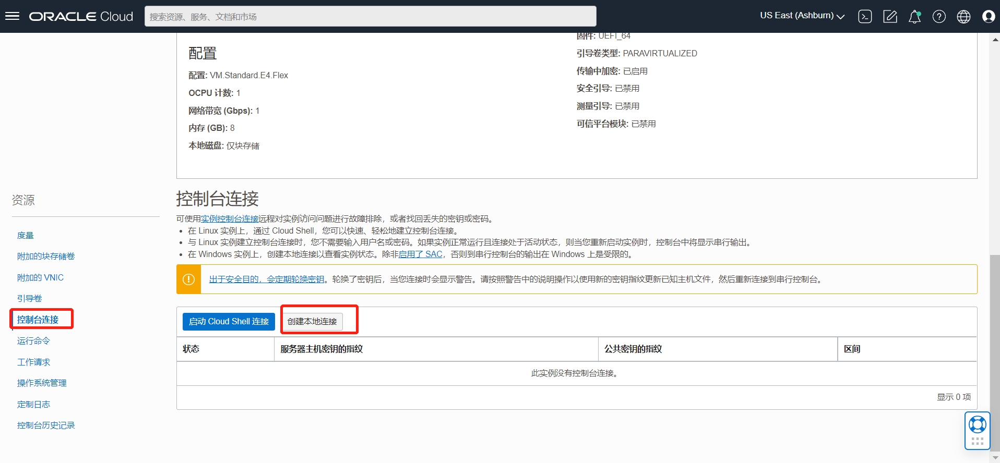 ORACLE Cloud
搜索资源、服务、文档和市场
US East (Ashburn)
固件: UEFI_64
配置
引导卷类型: PARAVIRTUALIZED
配置: VM.Standard.E4.Flex
传输中加密: 已启用
OCPU 计数: 1
安全引导: 已禁用
网络带宽 (Gbps): 1
测量引导: 已禁用
内存 (GB): 8
可信平台模块: 已禁用
本地磁盘: 仅块存储
资源
度量
附加的块存储卷
附加的 VNIC
引导卷
控制台连接
运行命令
工作请求
操作系统管理
定制日志
控制台历史记录
控制台连接
可使用实例控制台连接远程对实例访问问题进行故障排除，或者找回丢失的密钥或密码。
• 在 Linux 实例上，通过 Cloud Shell，您可以快速、轻松地建立控制台连接。
• 与 Linux 实例建立控制台连接时，您不需要输入用户名或密码。如果实例正常运行且连接处于活动状态，则当您重新启动实例时，控制台中将显示串行输出。
• 在 Windows 实例上，创建本地连接以查看实例状态。除非启用了 SAC，否则到串行控制台的输出在 Windows 上是受限的。
出于安全目的，会定期轮换密钥。轮换了密钥后，当您连接时会显示警告。请按照警告中的说明操作以使用新的密钥指纹更新已知主机文件，然后重新连接到串行控制台。
启动 Cloud Shell 连接
创建本地连接
状态
服务器主机密钥的指纹
公共密钥的指纹
区间
此实例没有控制台连接。
显示 0 项